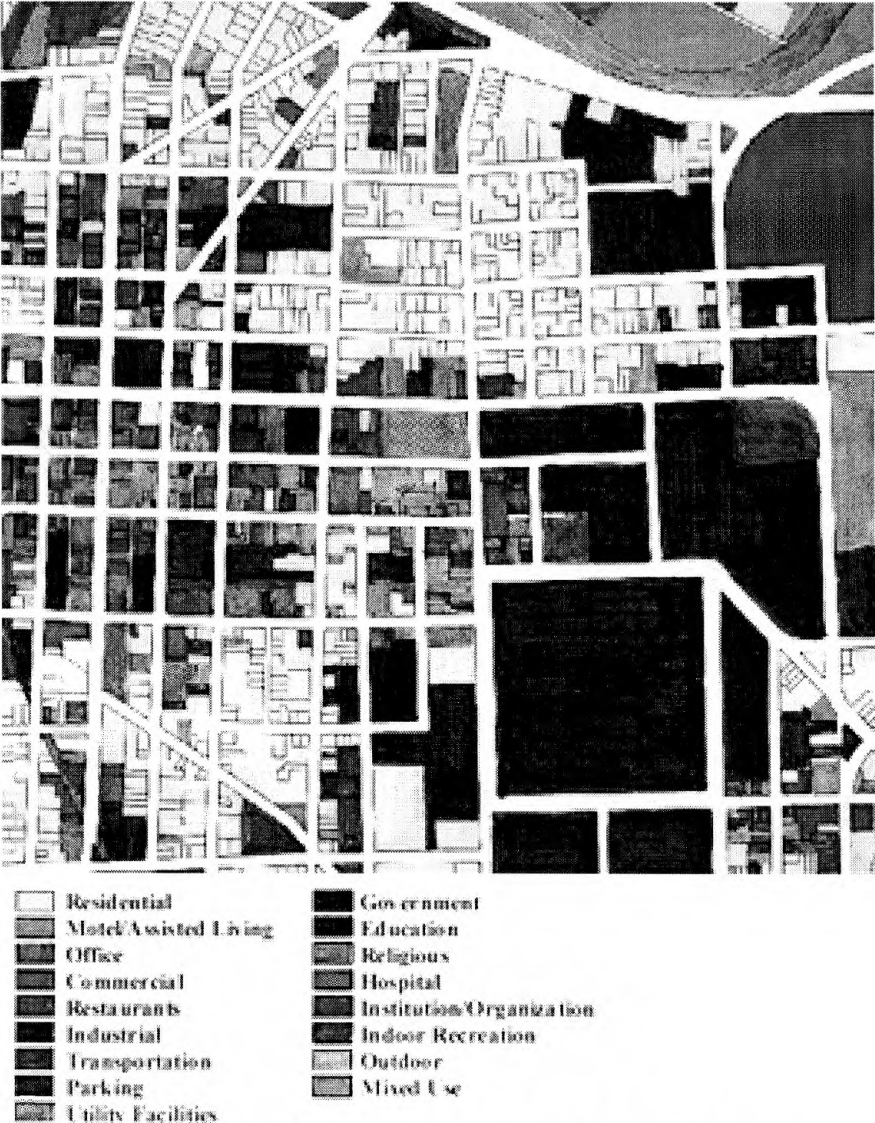 Residential
Motel/Assisted Living
Office
Commercial
Restaurants
Industrial
Transportation
Parking
Utility Facilities
Government
Education
Religious
Hospital
Institution/Organization
Indoor Recreation
Outdoor
Mixed Use